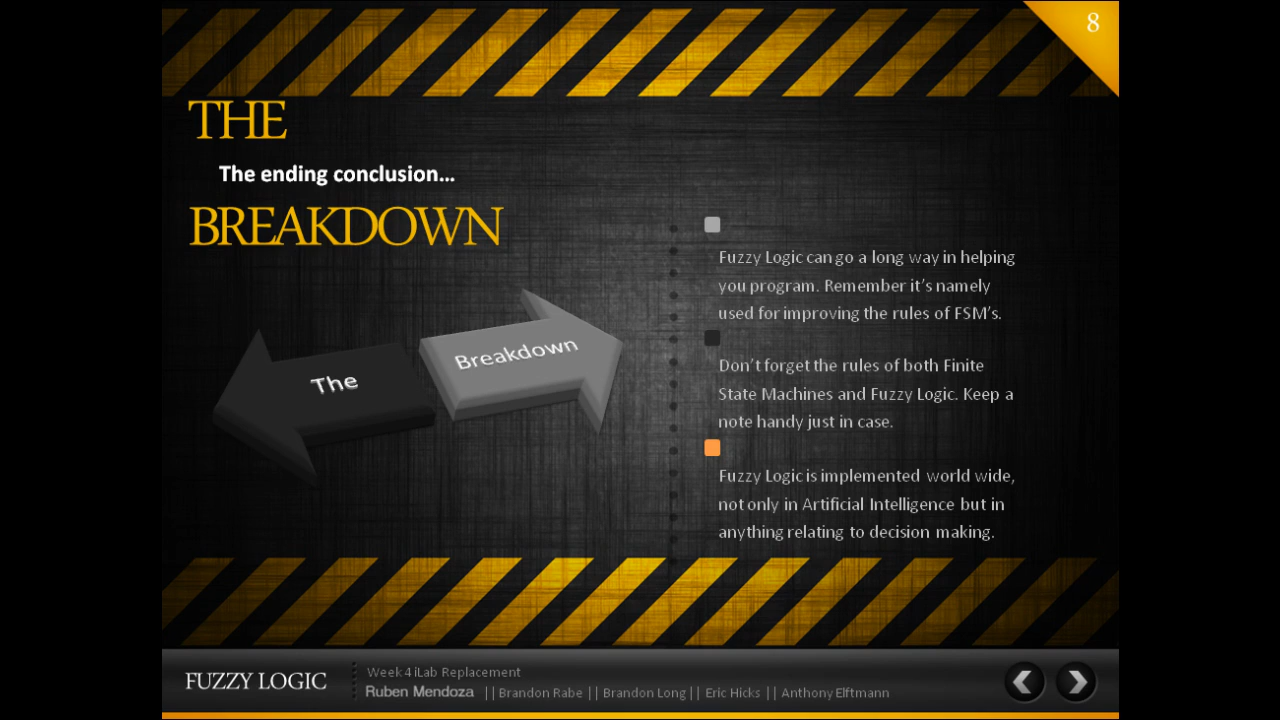 8
THE
The ending conclusion...
BREAKDOWN
The
Breakdown
Fuzzy Logic can go a long way in helping
you program. Remember it's namely
used for improving the rules of FSM's.
Don't forget the rules of both Finite
State Machines and Fuzzy Logic. Keep a
note handy just in case.
Fuzzy Logic is implemented world wide,
not only in Artificial Intelligence but in
anything relating to decision making.
FUZZY LOGIC
Week 4 iLab Replacement
Ruben Mendoza || Brandon Rabe || Brandon Long || Eric Hicks || Anthony Elftmann